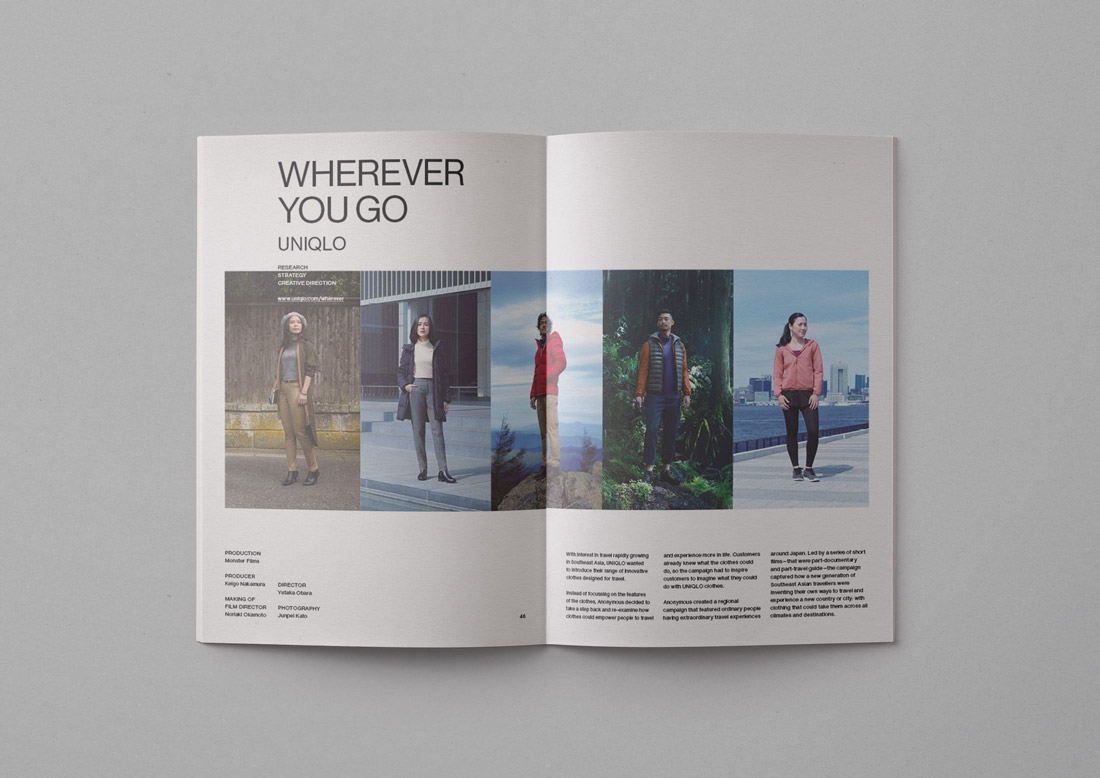 WHEREVER
YOU GO
UNIQLO
RESEARCH
STRATEGY
CREATIVE DIRECTION
www.uniqlo.com/wherever
PRODUCTION
Monster Films
PRODUCER
Keigo Nakamura
MAKING OF
FILM DIRECTOR
Noriaki Okamoto
DIRECTOR
Yutaka Obara
PHOTOGRAPHY
Junpei Kato
46
With interest in travel rapidly growing
in Southeast Asia, UNIQLO wanted
to introduce their range of innovative
clothes designed for travel.
Instead of focussing on the features
of the clothes, Anonymous decided to
take a step back and re-examine how
clothes could empower people to travel
and experience more in life. Customers
already knew what the clothes could
do, so the campaign had to inspire
customers to imagine what they could
do with UNIQLO clothes.
Anonymous created a regional
campaign that featured ordinary people
having extraordinary travel experiences
around Japan. Led by a series of short
films—that were part-documentary
and part-travel guide—the campaign
captured how a new generation of
Southeast Asian travellers were
inventing their own ways to travel and
experience a new country or city: with
clothing that could take them across all
climates and destinations.